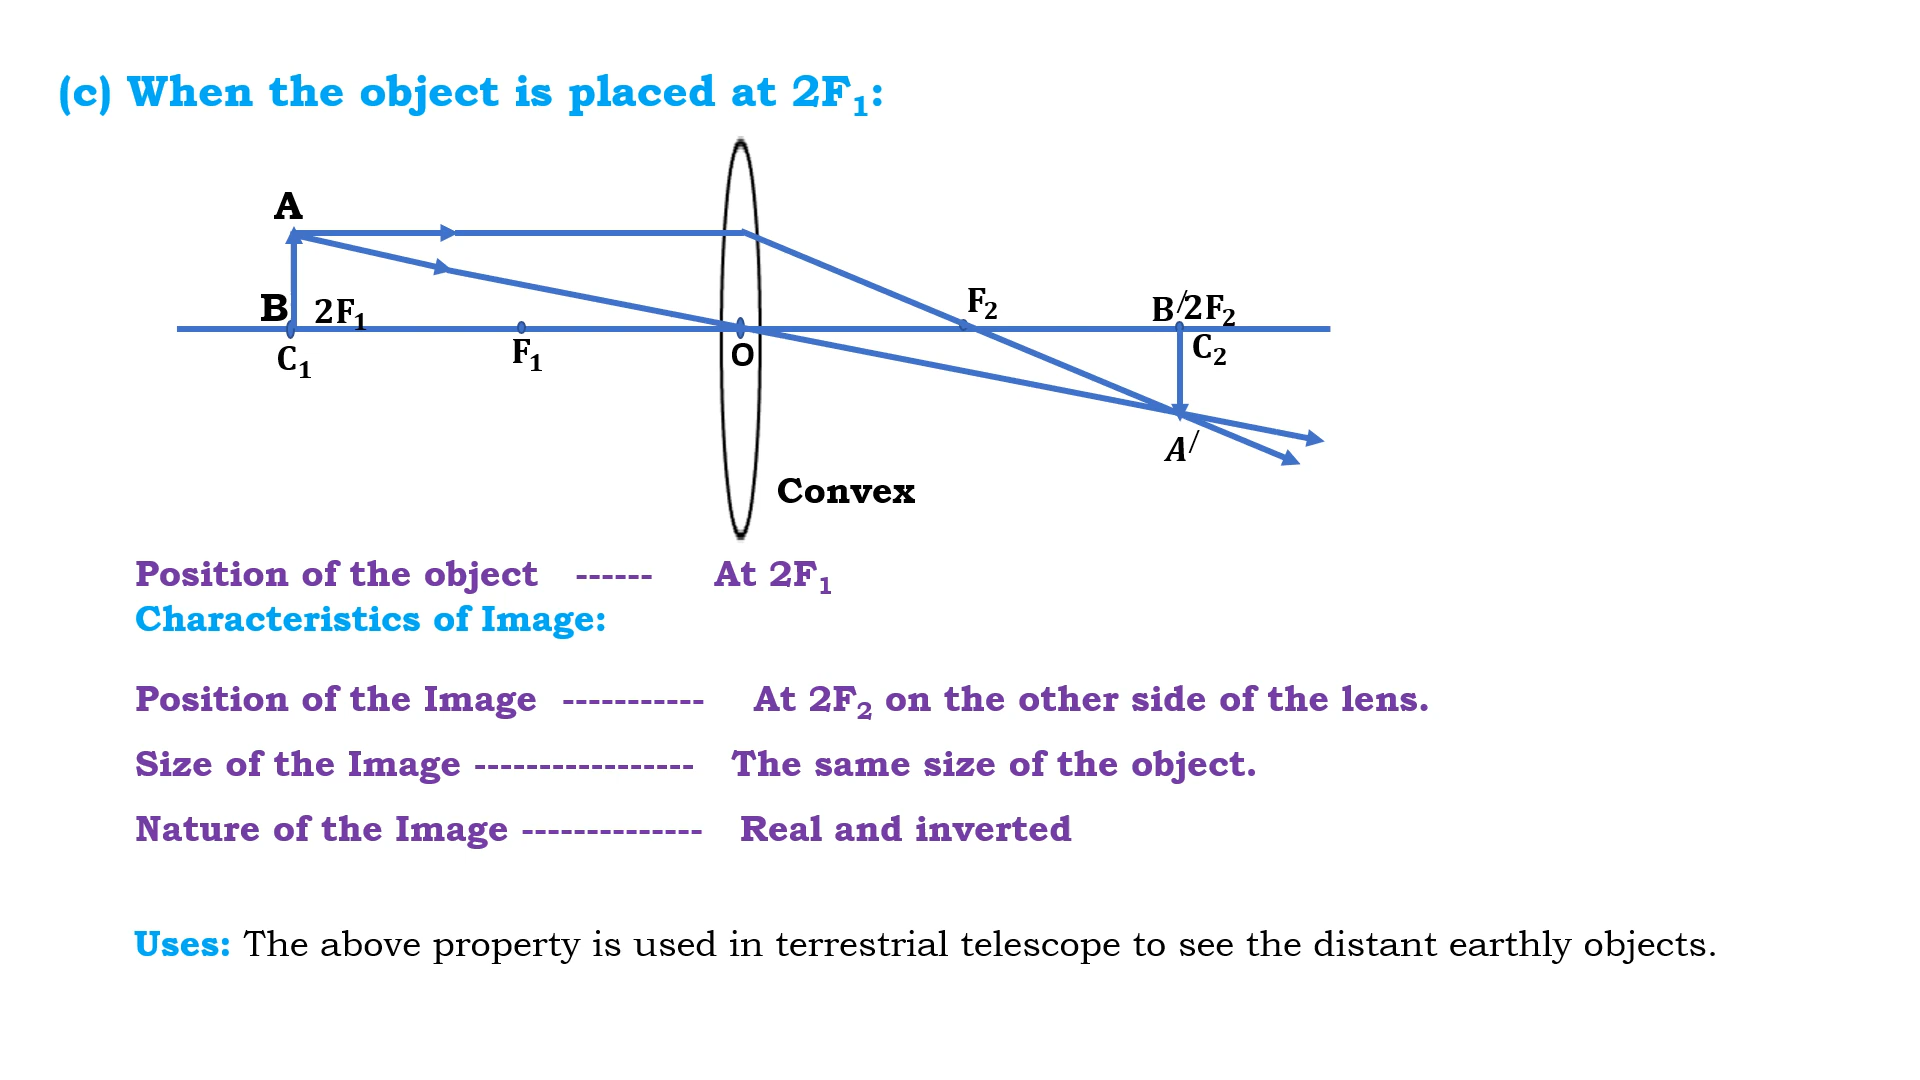 (c) When the object is placed at 2F₁:
A
B 2F₁
C₁
F₁
O
F₂
B/ 2F₂
C₂
A/
Convex
Position of the object ------ At 2F₁
Characteristics of Image:
Position of the Image ----------- At 2F₂ on the other side of the lens.
Size of the Image ----------------- The same size of the object.
Nature of the Image -------------- Real and inverted
Uses: The above property is used in terrestrial telescope to see the distant earthly objects.